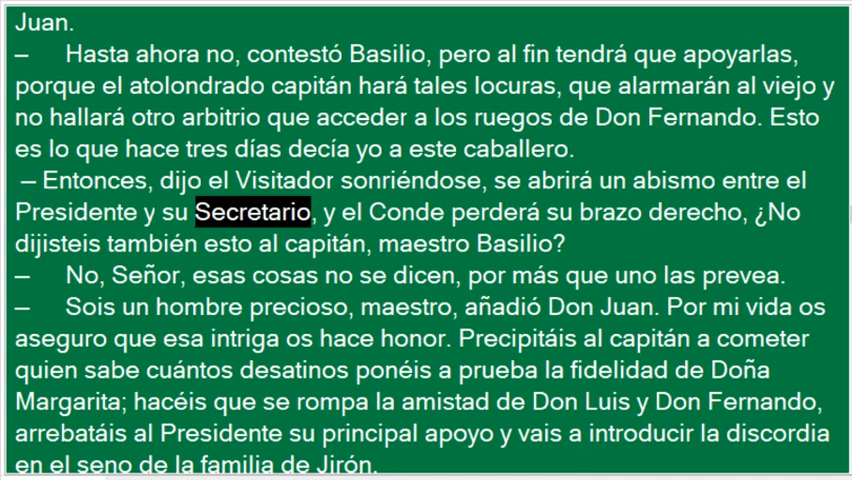 Juan.
–     Hasta ahora no, contestó Basilio, pero al fin tendrá que apoyarlas,
porque el atolondrado capitán hará tales locuras, que alarmarán al viejo y
no hallará otro arbitrio que acceder a los ruegos de Don Fernando. Esto
es lo que hace tres días decía yo a este caballero.
– Entonces, dijo el Visitador sonriéndose, se abrirá un abismo entre el
Presidente y su Secretario, y el Conde perderá su brazo derecho, ¿No
dijisteis también esto al capitán, maestro Basilio?
–     No, Señor, esas cosas no se dicen, por más que uno las prevea.
–     Sois un hombre precioso, maestro, añadió Don Juan. Por mi vida os
aseguro que esa intriga os hace honor. Precipitáis al capitán a cometer
quien sabe cuántos desatinos ponéis a prueba la fidelidad de Doña
Margarita; hacéis que se rompa la amistad de Don Luis y Don Fernando,
arrebatáis al Presidente su principal apoyo y vais a introducir la discordia
en el seno de la familia de Jirón.